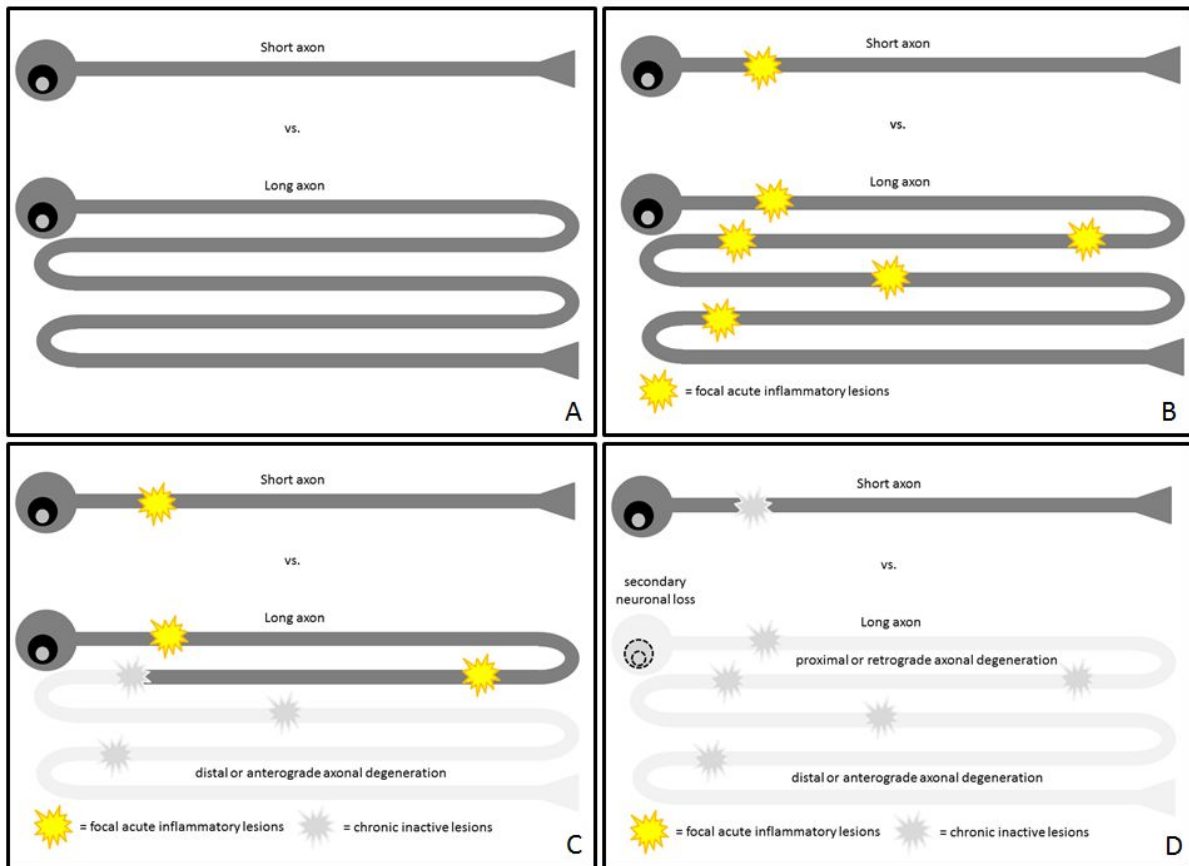 Short axon
vs.
Long axon
A
Short axon
vs.
Long axon
= focal acute inflammatory lesions
B
Short axon
vs.
Long axon
distal or anterograde axonal degeneration
= focal acute inflammatory lesions
= chronic inactive lesions
C
Short axon
vs.
secondary
neuronal loss
Long axon
proximal or retrograde axonal degeneration
distal or anterograde axonal degeneration
= focal acute inflammatory lesions
= chronic inactive lesions
D